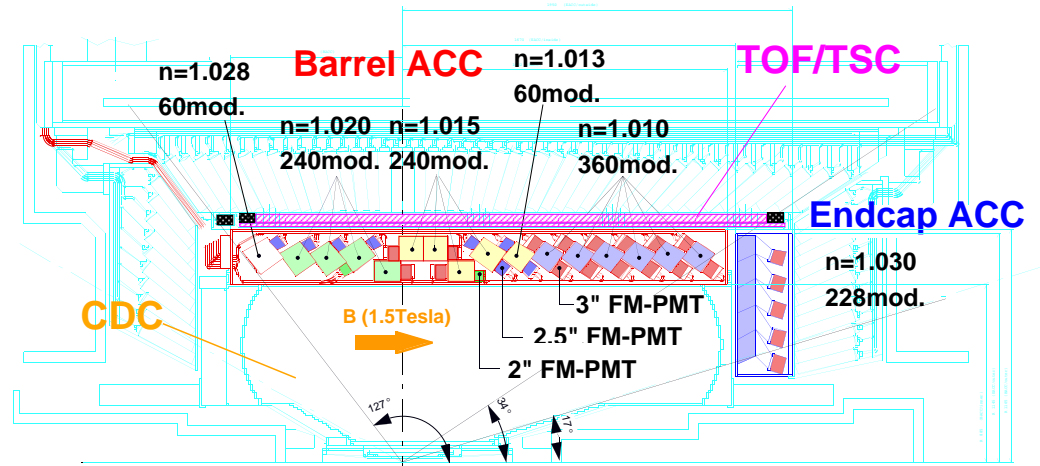 Barrel ACC
TOF/TSC
n=1.028
60mod.
n=1.013
60mod.
n=1.020
240mod.
n=1.015
240mod.
n=1.010
360mod.
Endcap ACC
n=1.030
228mod.
CDC
B (1.5Tesla)
3" FM-PMT
2.5" FM-PMT
2" FM-PMT
127°
34°
17°